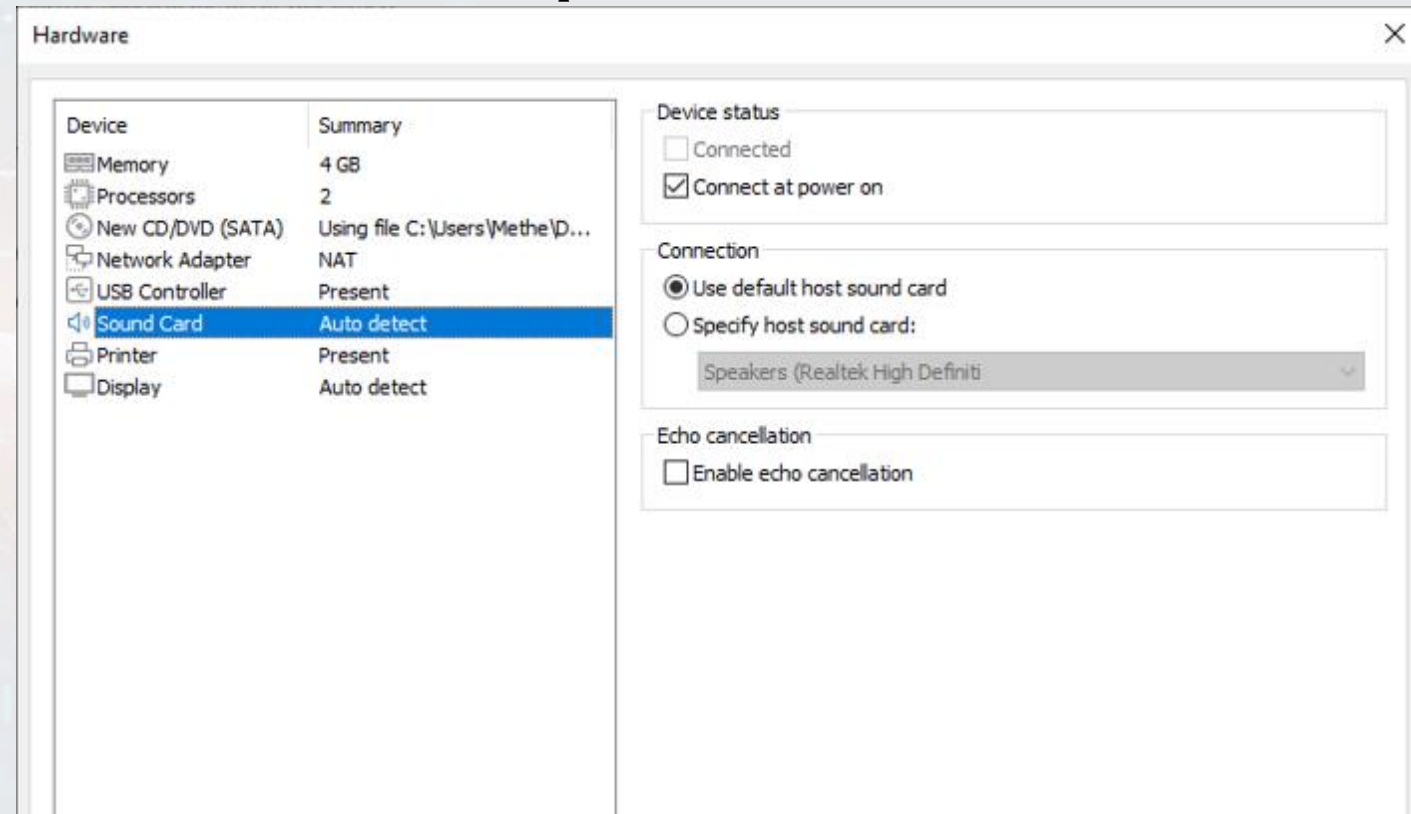 Hardware
Device Summary
Memory 4 GB
Processors 2
New CD/DVD (SATA) Using file C:\Users\Methe\D...
Network Adapter NAT
USB Controller Present
Sound Card Auto detect
Printer Present
Display Auto detect
Device status
Connected
Connect at power on
Connection
Use default host sound card
Specify host sound card:
Speakers (Realtek High Definiti
Echo cancellation
Enable echo cancellation